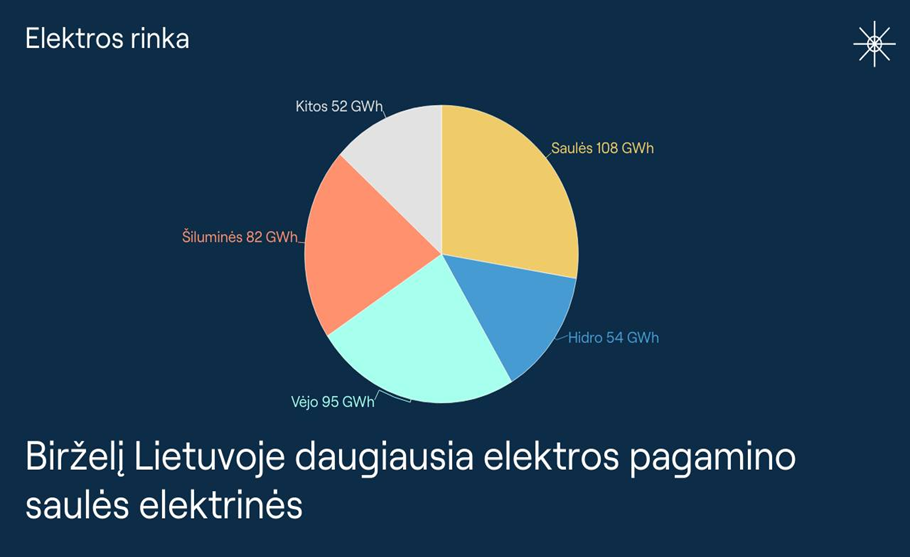 Elektros rinka
Kitos 52 GWh
Saulės 108 GWh
Šiluminės 82 GWh
Hidro 54 GWh
Vėjo 95 GWh
Birželį Lietuvoje daugiausia elektros pagamino
saulės elektrinės